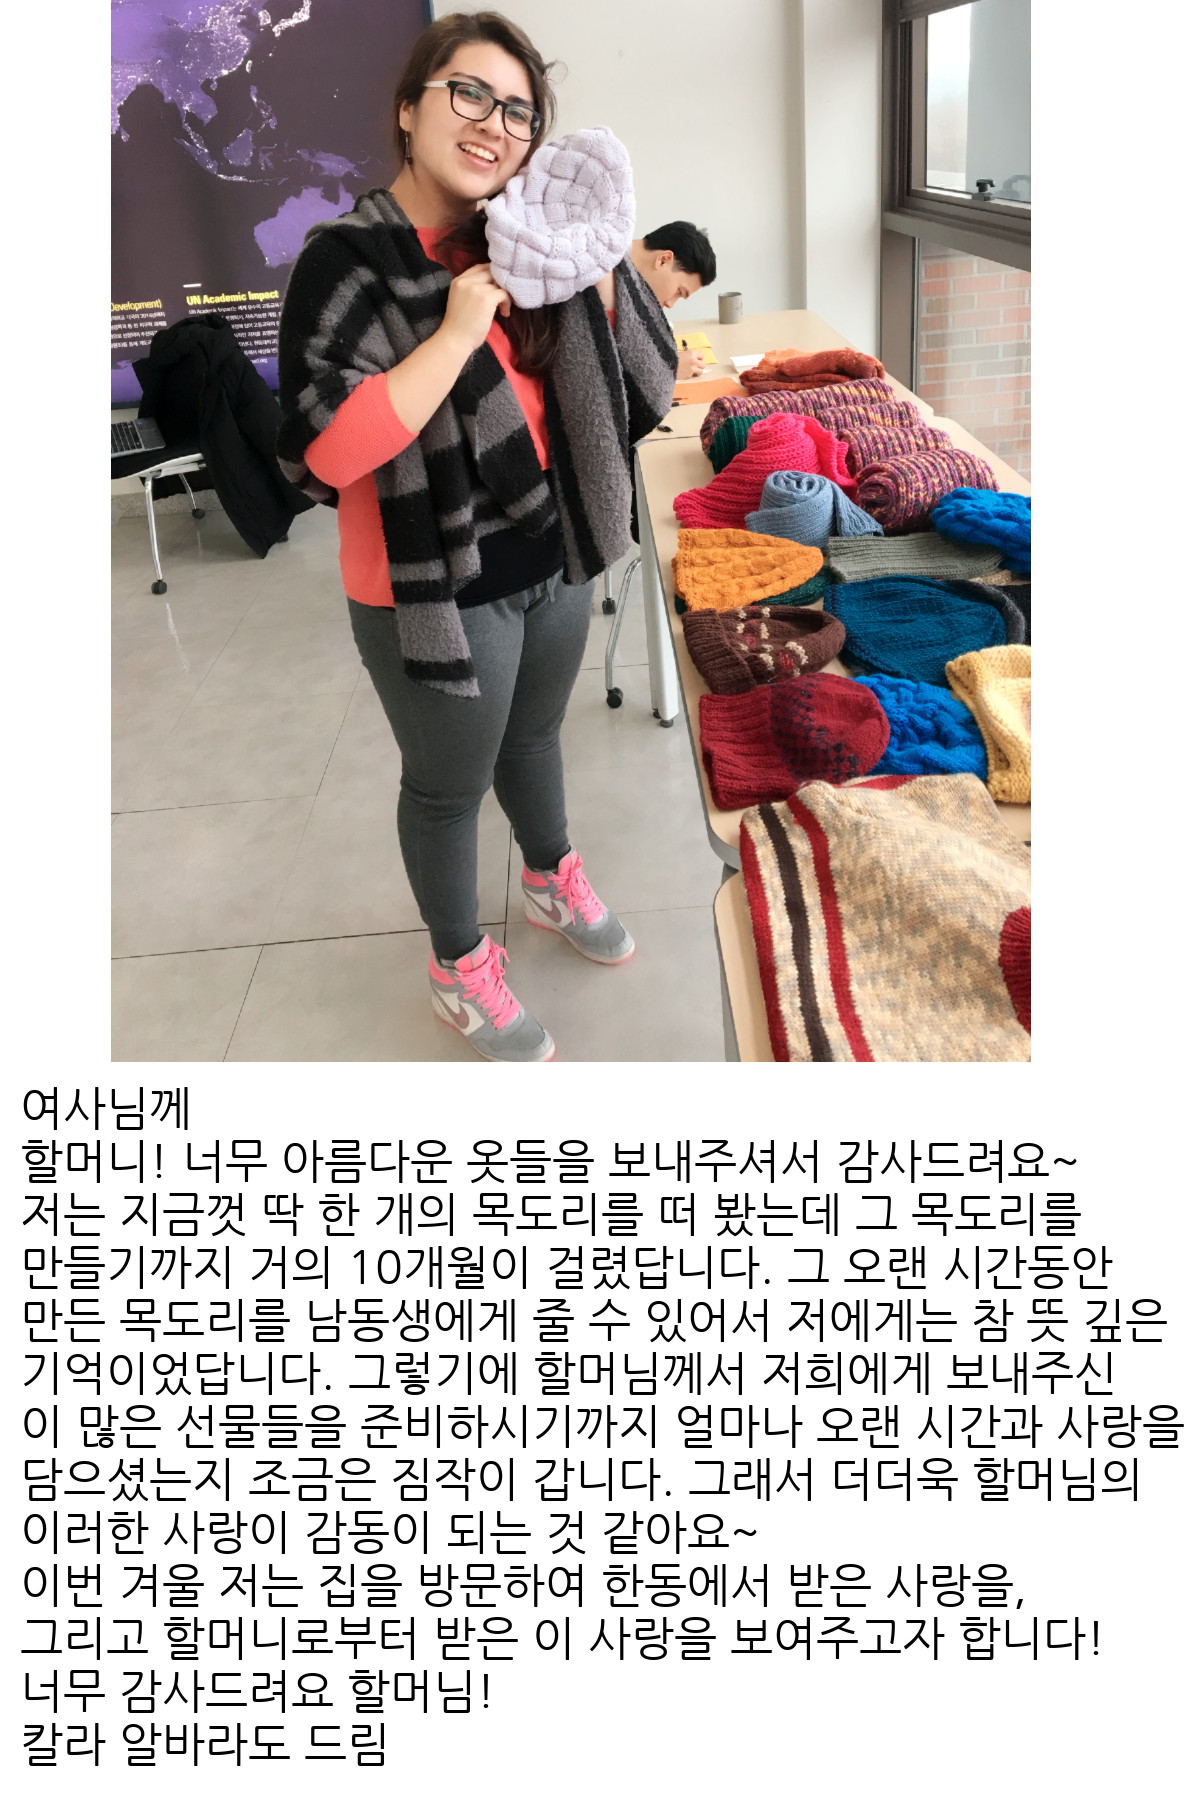 Development)
UN Academic Impact
여사님께
할머니! 너무 아름다운 옷들을 보내주셔서 감사드려요~
저는 지금껏 딱 한 개의 목도리를 떠 봤는데 그 목도리를
만들기까지 거의 10개월이 걸렸답니다. 그 오랜 시간동안
만든 목도리를 남동생에게 줄 수 있어서 저에게는 참 뜻 깊은
기억이었답니다. 그렇기에 할머님께서 저희에게 보내주신
이 많은 선물들을 준비하시기까지 얼마나 오랜 시간과 사랑을
담으셨는지 조금은 짐작이 갑니다. 그래서 더더욱 할머님의
이러한 사랑이 감동이 되는 것 같아요~
이번 겨울 저는 집을 방문하여 한동에서 받은 사랑을,
그리고 할머니로부터 받은 이 사랑을 보여주고자 합니다!
너무 감사드려요 할머님!
칼라 알바라도 드림